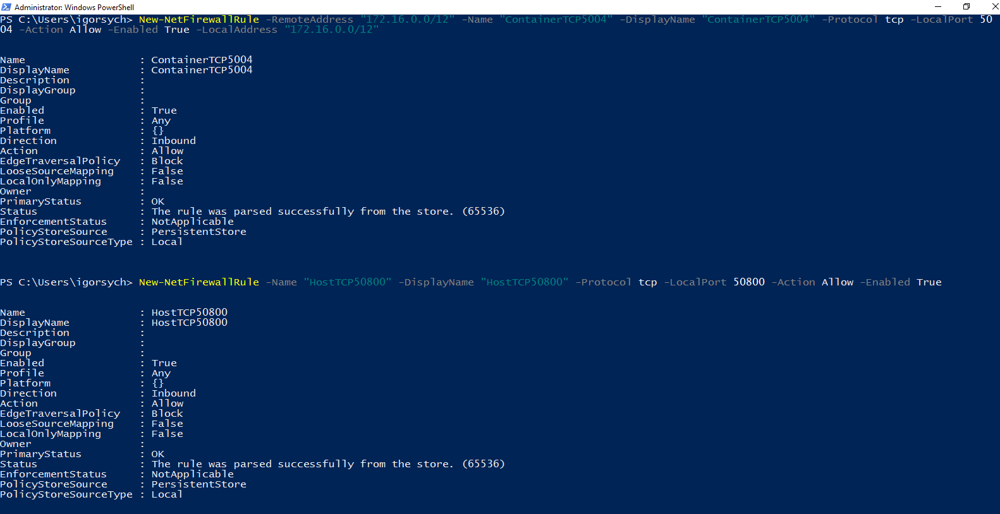 Administrator: Windows PowerShell
PS C:\Users\igorsych> New-NetFirewallRule -RemoteAddress "172.16.0.0/12" -Name "ContainerTCP5004" -DisplayName "ContainerTCP5004" -Protocol tcp -LocalPort 50
04 -Action Allow -Enabled True -LocalAddress "172.16.0.0/12"
Name : ContainerTCP5004
DisplayName : ContainerTCP5004
Description :
DisplayGroup :
Group :
Enabled : True
Profile : Any
Platform : {}
Direction : Inbound
Action : Allow
EdgeTraversalPolicy : Block
LooseSourceMapping : False
LocalOnlyMapping : False
Owner :
PrimaryStatus : OK
Status : The rule was parsed successfully from the store. (65536)
EnforcementStatus : NotApplicable
PolicyStoreSource : PersistentStore
PolicyStoreSourceType : Local
PS C:\Users\igorsych> New-NetFirewallRule -Name "HostTCP50800" -DisplayName "HostTCP50800" -Protocol tcp -LocalPort 50800 -Action Allow -Enabled True
Name : HostTCP50800
DisplayName : HostTCP50800
Description :
DisplayGroup :
Group :
Enabled : True
Profile : Any
Platform : {}
Direction : Inbound
Action : Allow
EdgeTraversalPolicy : Block
LooseSourceMapping : False
LocalOnlyMapping : False
Owner :
PrimaryStatus : OK
Status : The rule was parsed successfully from the store. (65536)
EnforcementStatus : NotApplicable
PolicyStoreSource : PersistentStore
PolicyStoreSourceType : Local